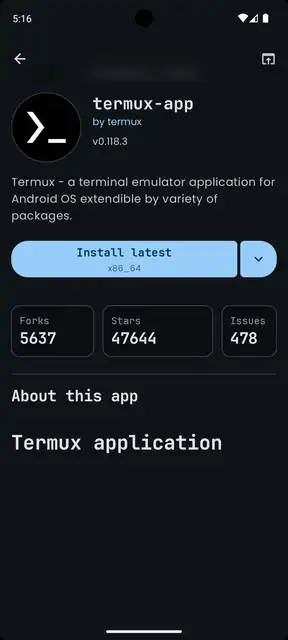 5:16
termux-app
by termux
v0.118.3
Termux - a terminal emulator application for
Android OS extendible by variety of
packages.
Install latest
x86_64
Forks
5637
Stars
47644
Issues
478
About this app
Termux application